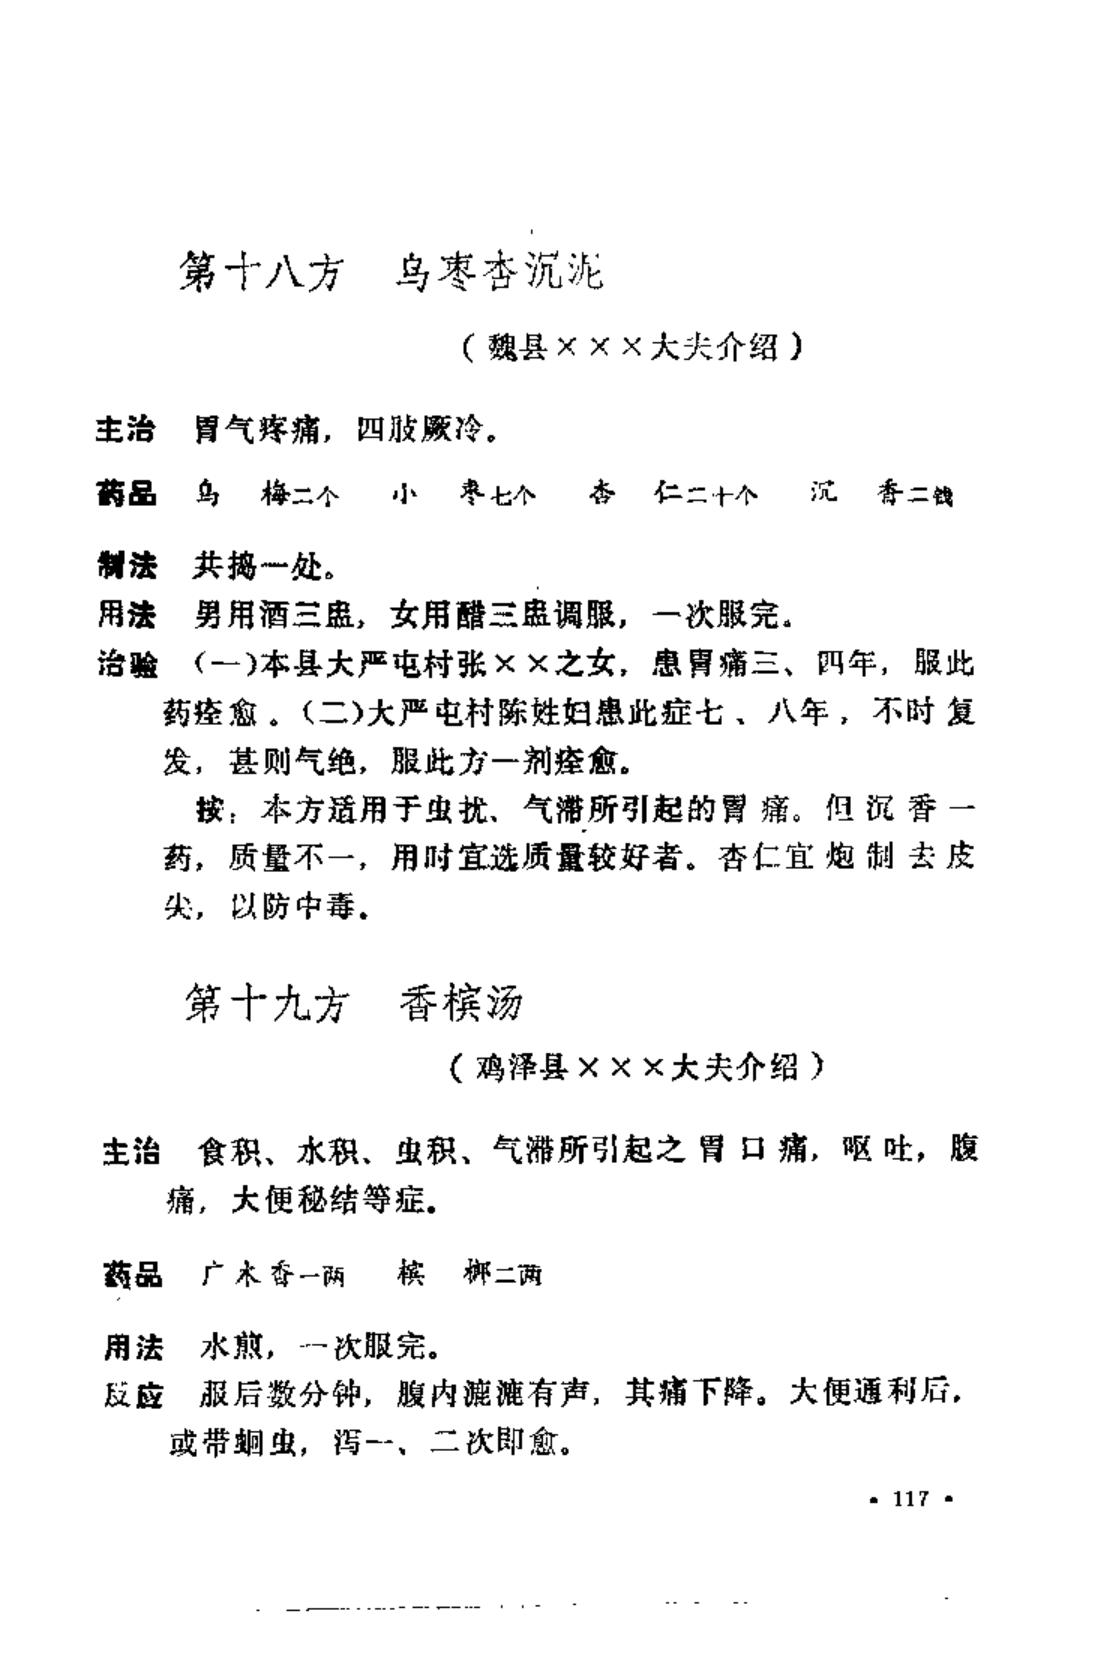 第十八方　乌枣杏沉泥
（魏县×××大夫介绍）
主治　胃气疼痛，四肢厥冷。
药品　乌　梅二个　小　枣七个　杏　仁二十个　沉　香二钱
制法　共捣一处。
用法　男用酒三盅，女用醋三盅调服，一次服完。
治验　（一）本县大严屯村张××之女，患胃痛三、四年，服此
药痊愈。（二）大严屯村陈姓妇患此症七、八年，不时复
发，甚则气绝，服此方一剂痊愈。
按：本方适用于虫扰、气滞所引起的胃痛。但沉香一
药，质量不一，用时宜选质量较好者。杏仁宜炮制去皮
尖，以防中毒。
第十九方　香槟汤
（鸡泽县×××大夫介绍）
主治　食积、水积、虫积、气滞所引起之胃口痛，呕吐，腹
痛，大便秘结等症。
药品　广木香一两　槟　榔二两
用法　水煎，一次服完。
反应　服后数分钟，腹内漉漉有声，其痛下降。大便通利后，
或带蛔虫，泻一、二次即愈。
• 117 •